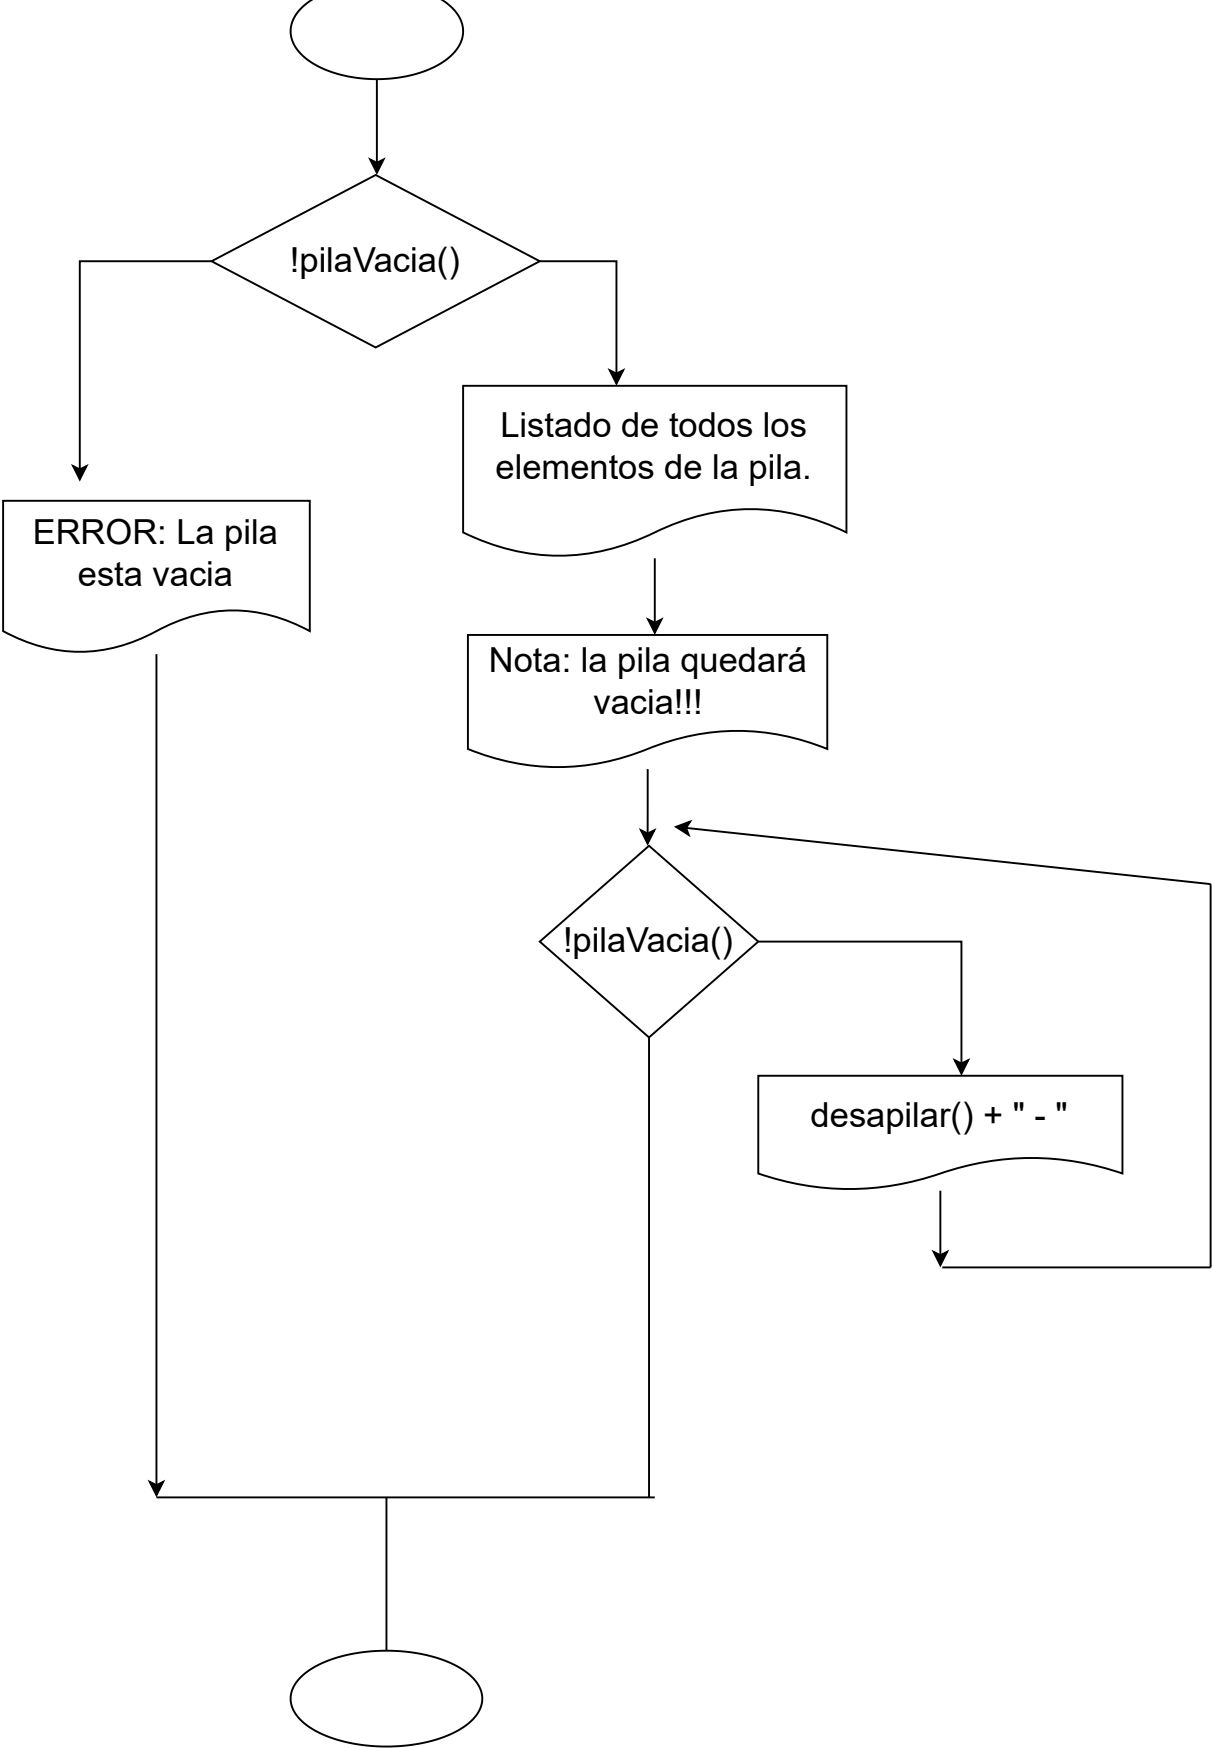 !pilaVacia()
Listado de todos los
elementos de la pila.
ERROR: La pila
esta vacia
Nota: la pila quedará
vacia!!!
!pilaVacia()
desapilar() + " - "